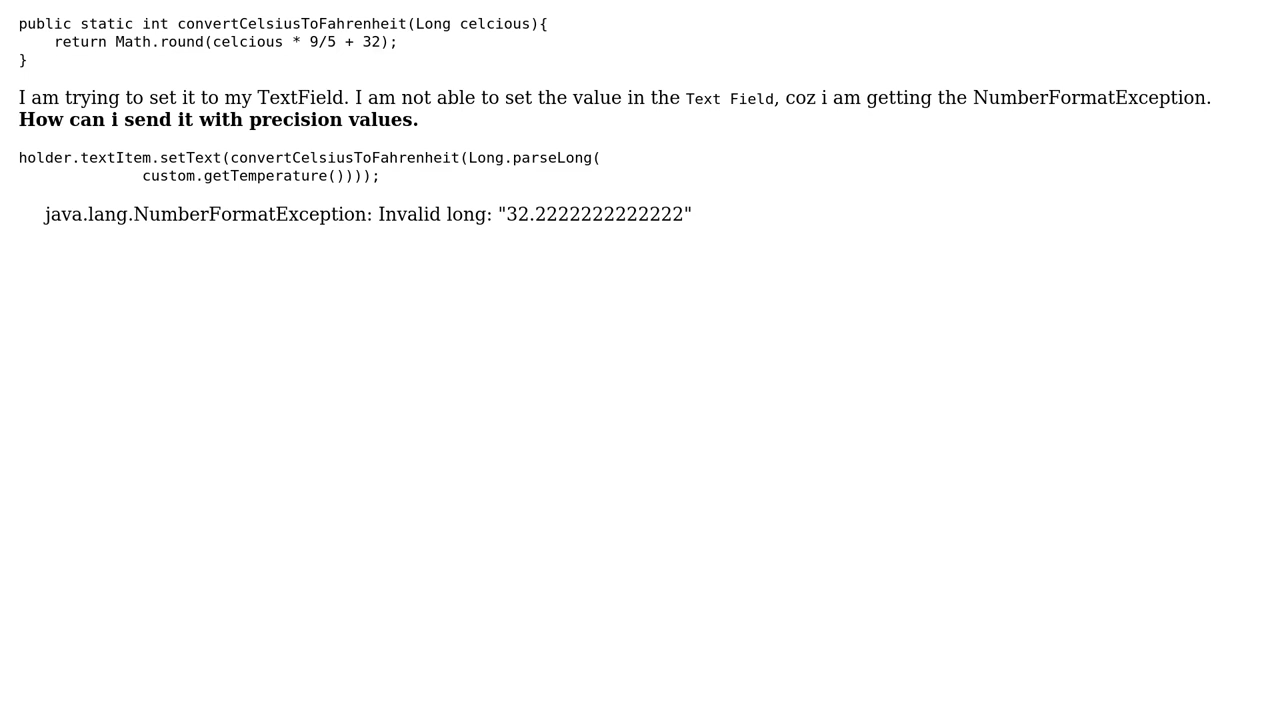 public static int convertCelsiusToFahrenheit(Long celcious){
    return Math.round(celcious * 9/5 + 32);
}
I am trying to set it to my TextField. I am not able to set the value in the Text Field, coz i am getting the NumberFormatException.
How can i send it with precision values.
holder.textItem.setText(convertCelsiusToFahrenheit(Long.parseLong(
              custom.getTemperature())));
java.lang.NumberFormatException: Invalid long: "32.2222222222222"